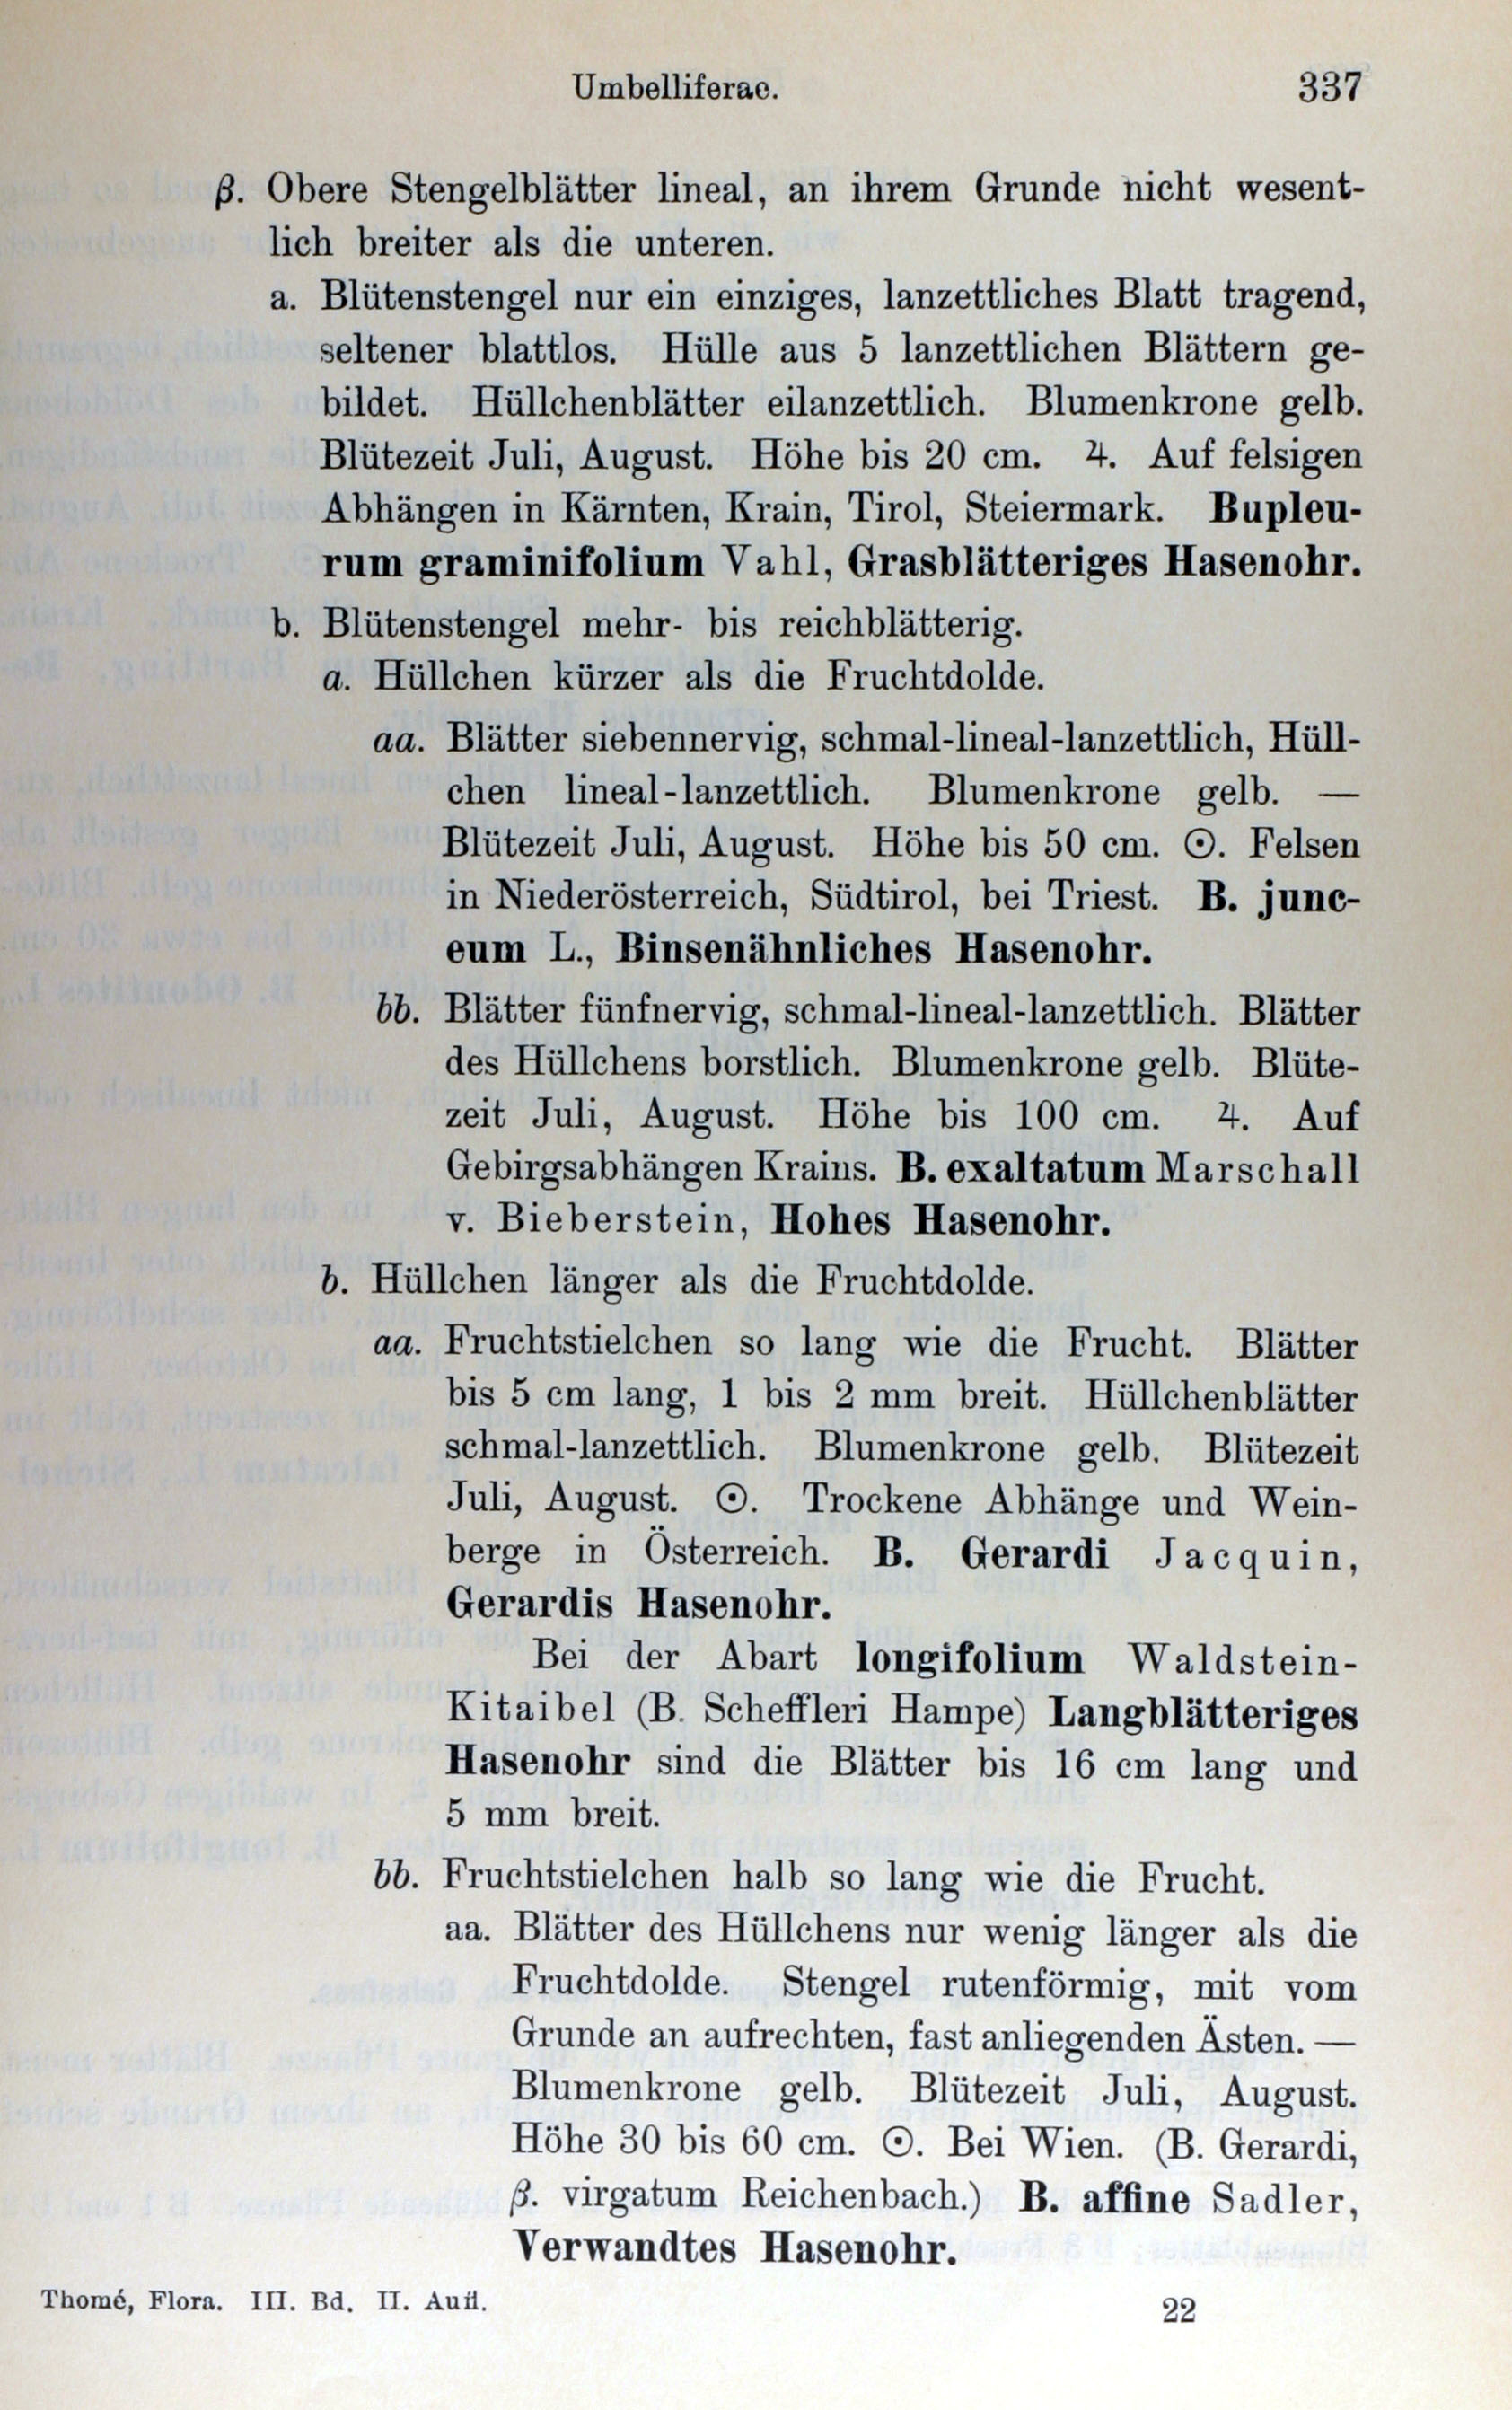 Umbelliferae.
337
β. Obere Stengelblätter lineal, an ihrem Grunde nicht wesent-
lich breiter als die unteren.
a. Blütenstengel nur ein einziges, lanzettliches Blatt tragend,
seltener blattlos. Hülle aus 5 lanzettlichen Blättern ge-
bildet. Hüllchenblätter eilanzettlich. Blumenkrone gelb.
Blütezeit Juli, August. Höhe bis 20 cm. ♃. Auf felsigen
Abhängen in Kärnten, Krain, Tirol, Steiermark. Bupleu-
rum graminifolium Vahl, Grasblätteriges Hasenohr.
b. Blütenstengel mehr- bis reichblätterig.
a. Hüllchen kürzer als die Fruchtdolde.
aa. Blätter siebennervig, schmal-lineal-lanzettlich, Hüll-
chen lineal-lanzettlich. Blumenkrone gelb. —
Blütezeit Juli, August. Höhe bis 50 cm. ⊙. Felsen
in Niederösterreich, Südtirol, bei Triest. B. junc-
eum L., Binsenähnliches Hasenohr.
bb. Blätter fünfnervig, schmal-lineal-lanzettlich. Blätter
des Hüllchens borstlich. Blumenkrone gelb. Blüte-
zeit Juli, August. Höhe bis 100 cm. ♃. Auf
Gebirgsabhängen Krains. B. exaltatum Marschall
v. Bieberstein, Hohes Hasenohr.
b. Hüllchen länger als die Fruchtdolde.
aa. Fruchtstielchen so lang wie die Frucht. Blätter
bis 5 cm lang, 1 bis 2 mm breit. Hüllchenblätter
schmal-lanzettlich. Blumenkrone gelb. Blütezeit
Juli, August. ⊙. Trockene Abhänge und Wein-
berge in Österreich. B. Gerardi Jacquin,
Gerardis Hasenohr.
Bei der Abart longifolium Waldstein-
Kitaibel (B. Scheffleri Hampe) Langblätteriges
Hasenohr sind die Blätter bis 16 cm lang und
5 mm breit.
bb. Fruchtstielchen halb so lang wie die Frucht.
aa. Blätter des Hüllchens nur wenig länger als die
Fruchtdolde. Stengel rutenförmig, mit vom
Grunde an aufrechten, fast anliegenden Ästen. —
Blumenkrone gelb. Blütezeit Juli, August.
Höhe 30 bis 60 cm. ⊙. Bei Wien. (B. Gerardi,
β. virgatum Reichenbach.) B. affine Sadler,
Verwandtes Hasenohr.
Thomé, Flora. III. Bd. II. Aufl.
22